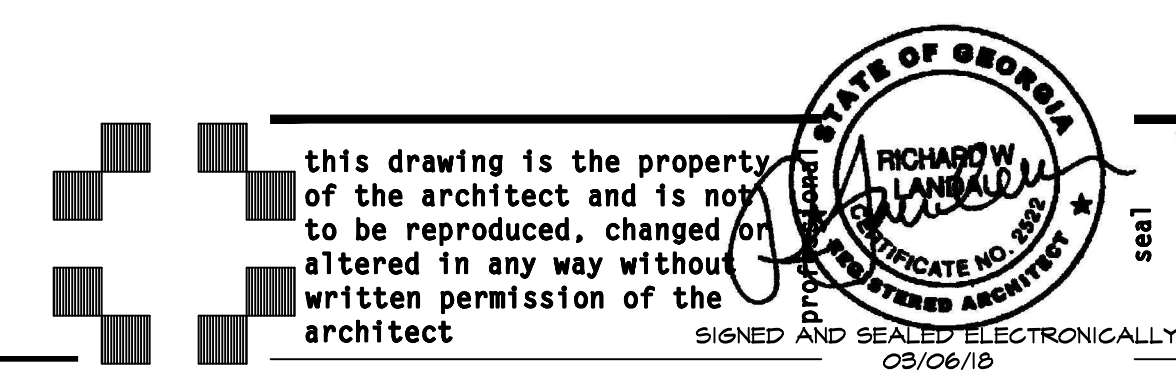 this drawing is the property
of the architect and is not
to be reproduced, changed or
altered in any way without
written permission of the
architect
professional
STATE OF GEORGIA
RICHARD W
LANDAU
CERTIFICATE NO. 2522
REGISTERED ARCHITECT
seal
SIGNED AND SEALED ELECTRONICALLY
03/06/18